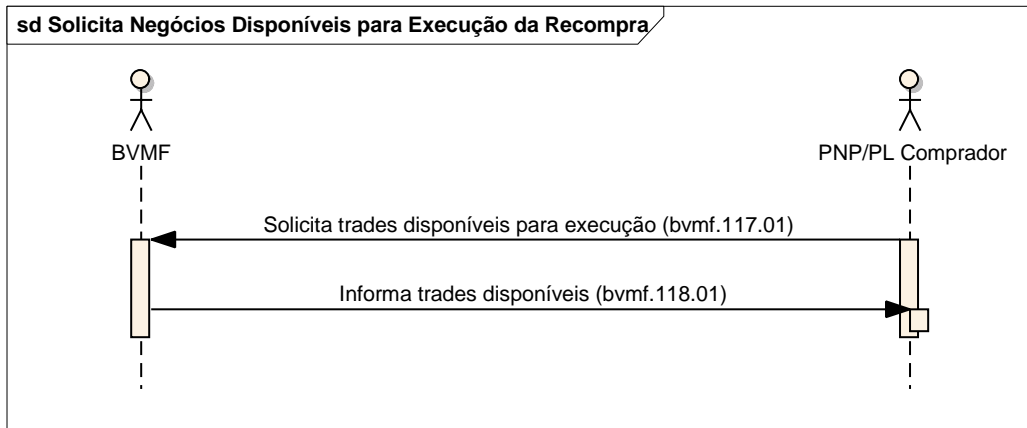 sd Solicita Negócios Disponíveis para Execução da Recompra
BVMF
PNP/PL Comprador
Solicita trades disponíveis para execução (bvmf.117.01)
Informa trades disponíveis (bvmf.118.01)